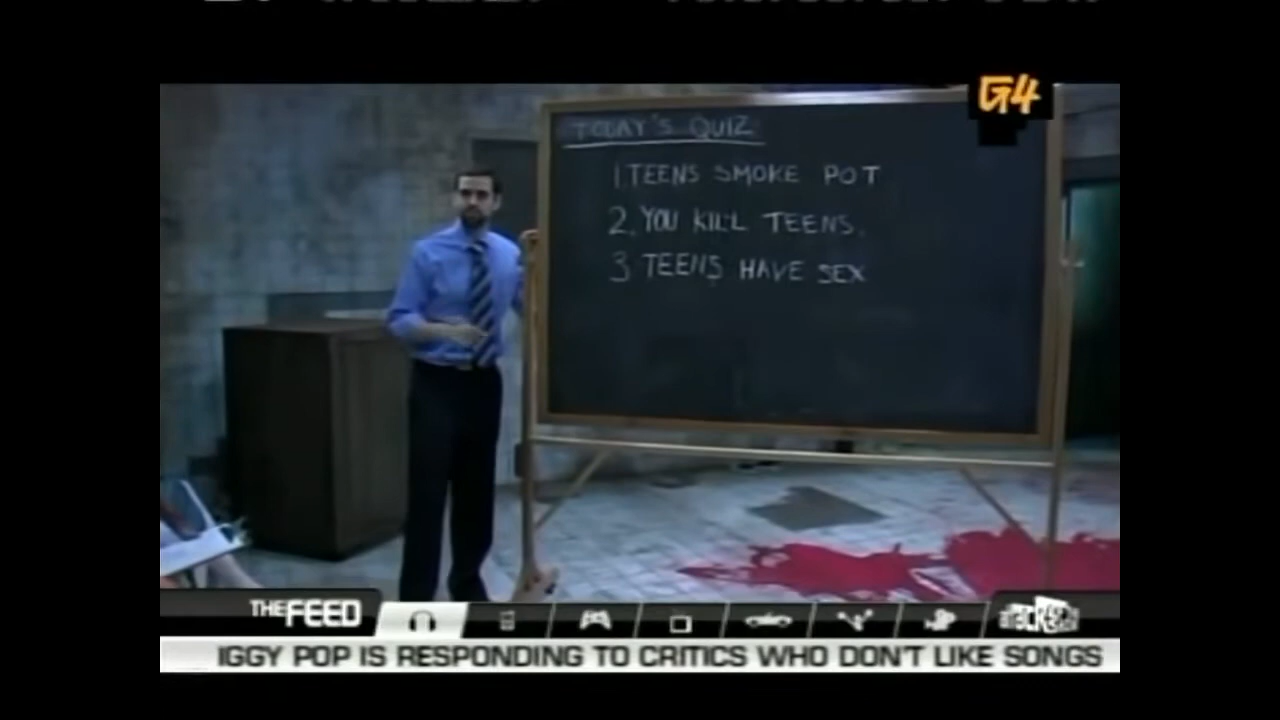 G4
TODAY'S QUIZ
1. TEENS SMOKE POT
2. YOU KILL TEENS.
3 TEENS HAVE SEX
THE FEED
IGGY POP IS RESPONDING TO CRITICS WHO DON'T LIKE SONGS